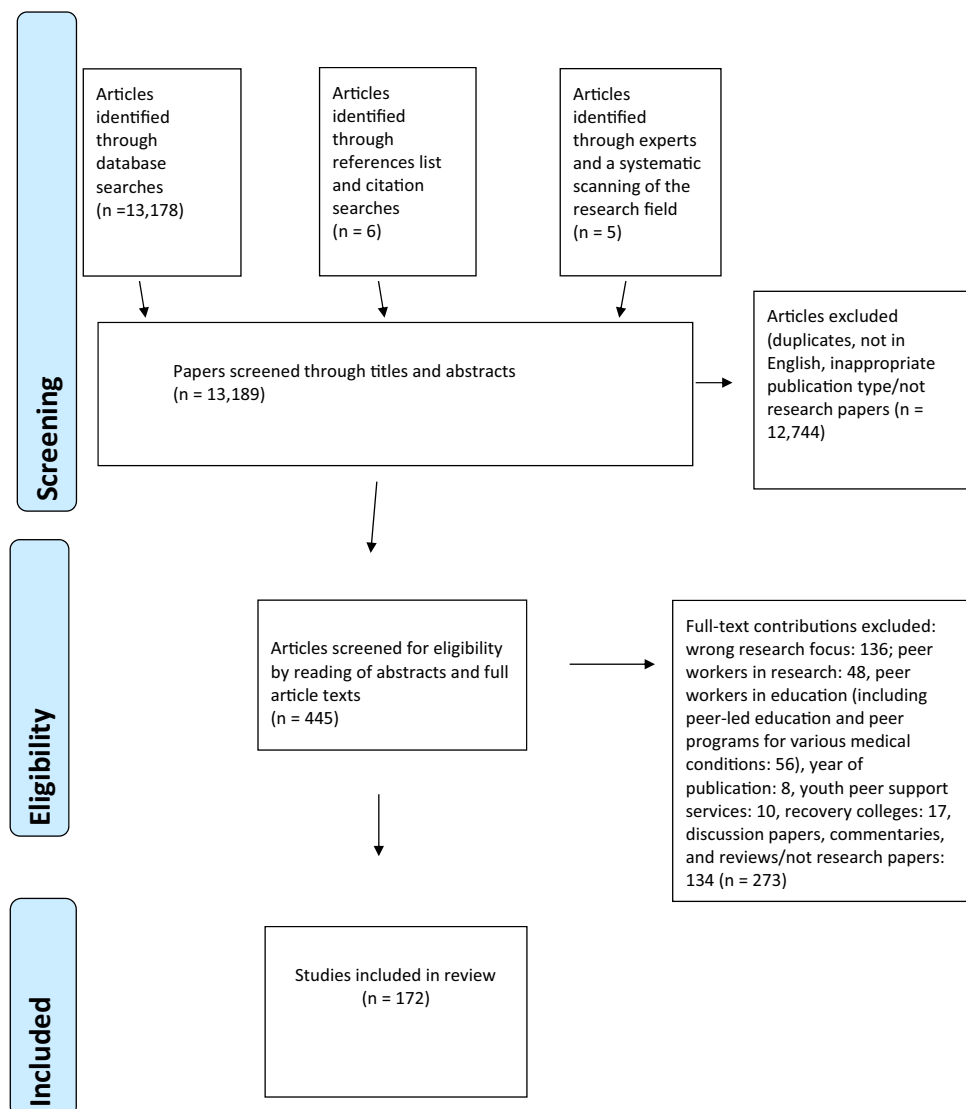 Screening
Articles
identified
through
database
searches
(n =13,178)
Articles
identified
through
references list
and citation
searches
(n = 6)
Articles
identified
through experts
and a systematic
scanning of the
research field
(n = 5)
Papers screened through titles and abstracts
(n = 13,189)
Articles excluded
(duplicates, not in
English, inappropriate
publication type/not
research papers (n =
12,744)
Eligibility
Articles screened for eligibility
by reading of abstracts and full
article texts
(n = 445)
Full-text contributions excluded:
wrong research focus: 136; peer
workers in research: 48, peer
workers in education (including
peer-led education and peer
programs for various medical
conditions: 56), year of
publication: 8, youth peer support
services: 10, recovery colleges: 17,
discussion papers, commentaries,
and reviews/not research papers:
134 (n = 273)
Included
Studies included in review
(n = 172)